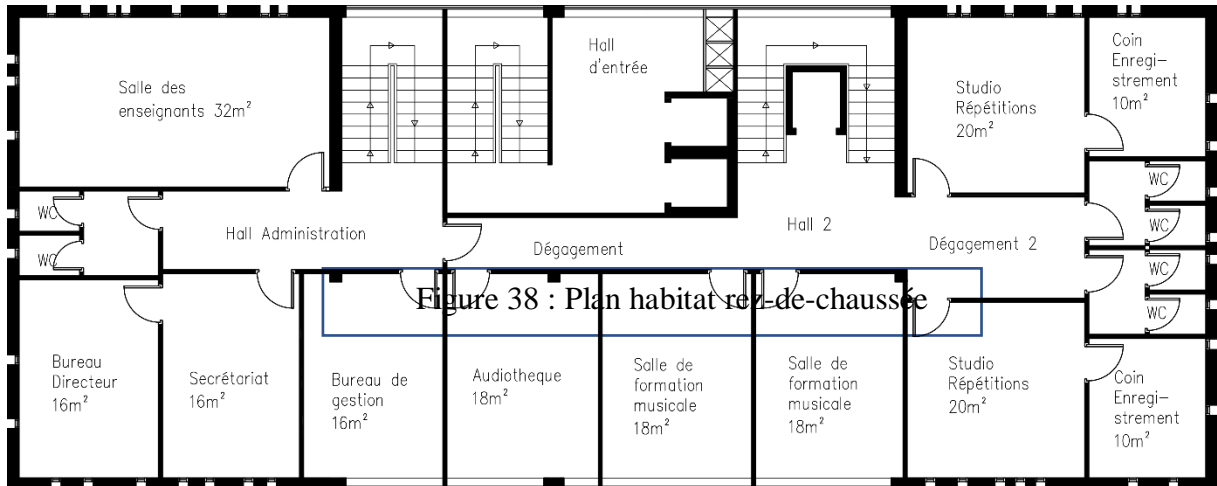 Salle des
enseignants 32m²
Hall
d'entrée
Studio
Répétitions
20m²
Coin
Enregi–
strement
10m²
WC
WC
Hall Administration
Dégagement
Hall 2
Dégagement 2
WC
WC
WC
WC
Figure 38 : Plan habitat rez-de-chaussée
Bureau
Directeur
16m²
Secrétariat
16m²
Bureau de
gestion
16m²
Audiotheque
18m²
Salle de
formation
musicale
18m²
Salle de
formation
musicale
18m²
Studio
Répétitions
20m²
Coin
Enregi–
strement
10m²